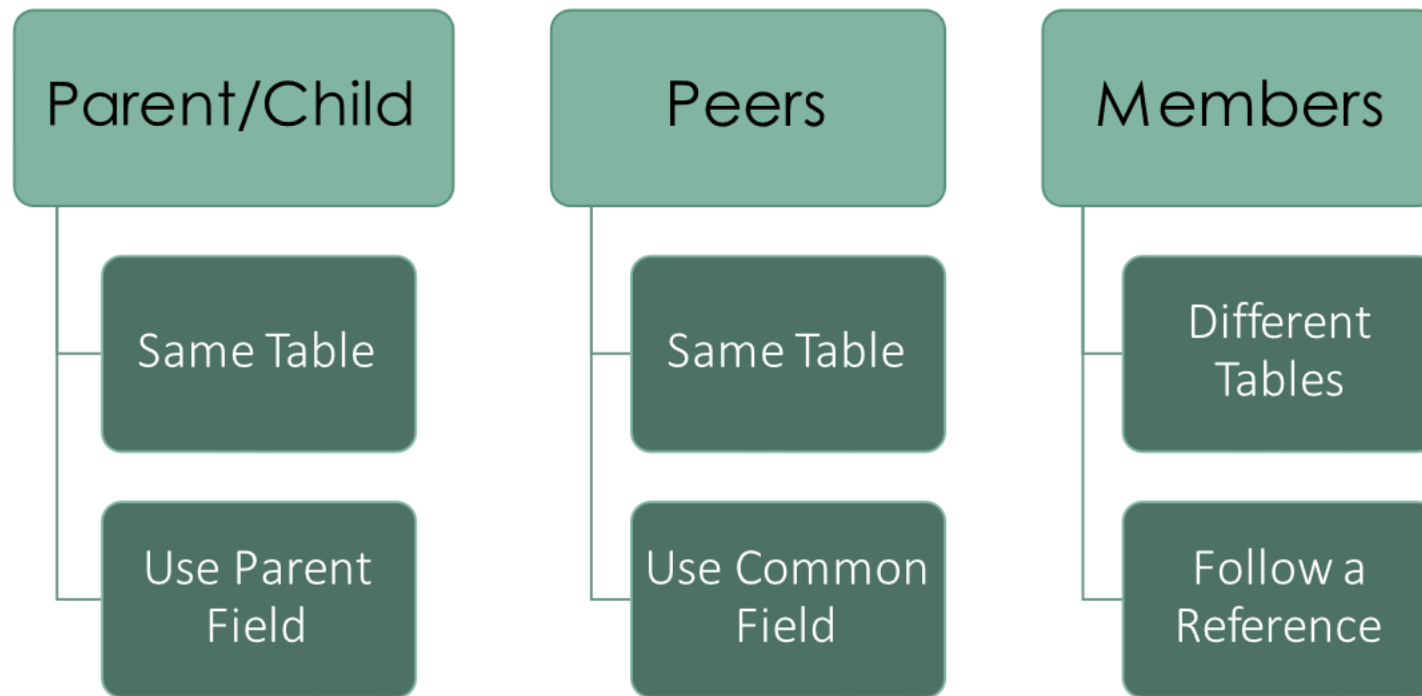 Parent/Child
Same Table
Use Parent
Field
Peers
Same Table
Use Common
Field
Members
Different
Tables
Follow a
Reference